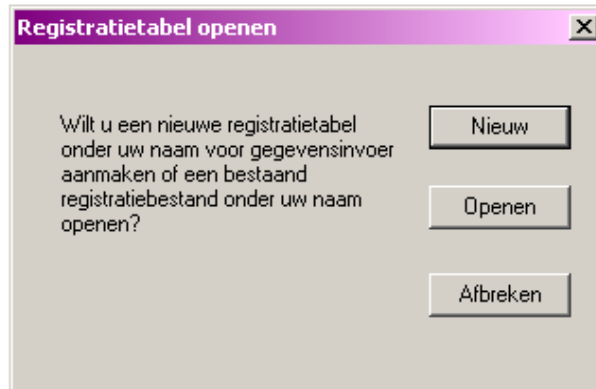 Registratietabel openen
Wilt u een nieuwe registratietabel
onder uw naam voor gegevensinvoer
aanmaken of een bestaand
registratiebestand onder uw naam
openen?
Nieuw
Openen
Afbreken